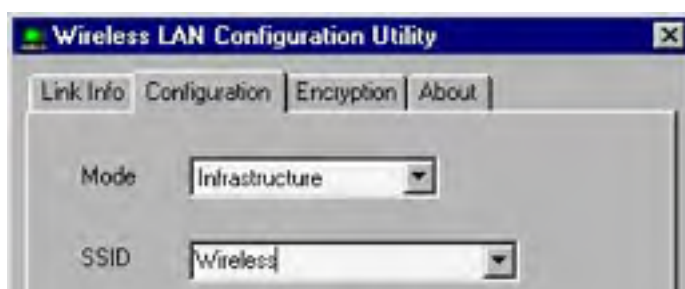 Wireless LAN Configuration Utility
Link Info Configuration Encryption About
Mode Infrastructure
SSID Wireless